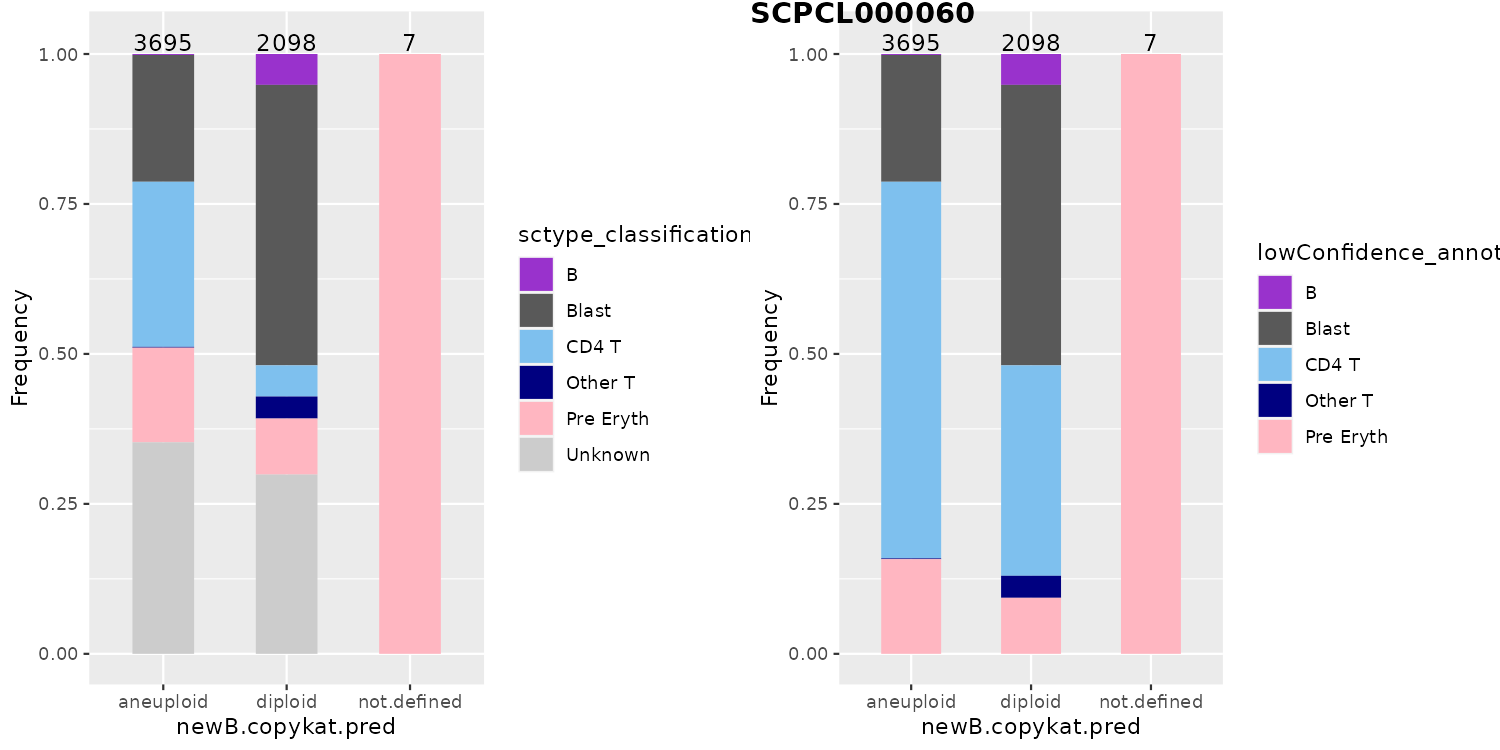 SCPCL000060
3695 2098 7
1.00
0.75
0.50
0.25
0.00
Frequency
aneuploid diploid not.defined
newB.copykat.pred
sctype_classification
B
Blast
CD4 T
Other T
Pre Eryth
Unknown
3695 2098 7
1.00
0.75
0.50
0.25
0.00
Frequency
aneuploid diploid not.defined
newB.copykat.pred
lowConfidence_annot
B
Blast
CD4 T
Other T
Pre Eryth